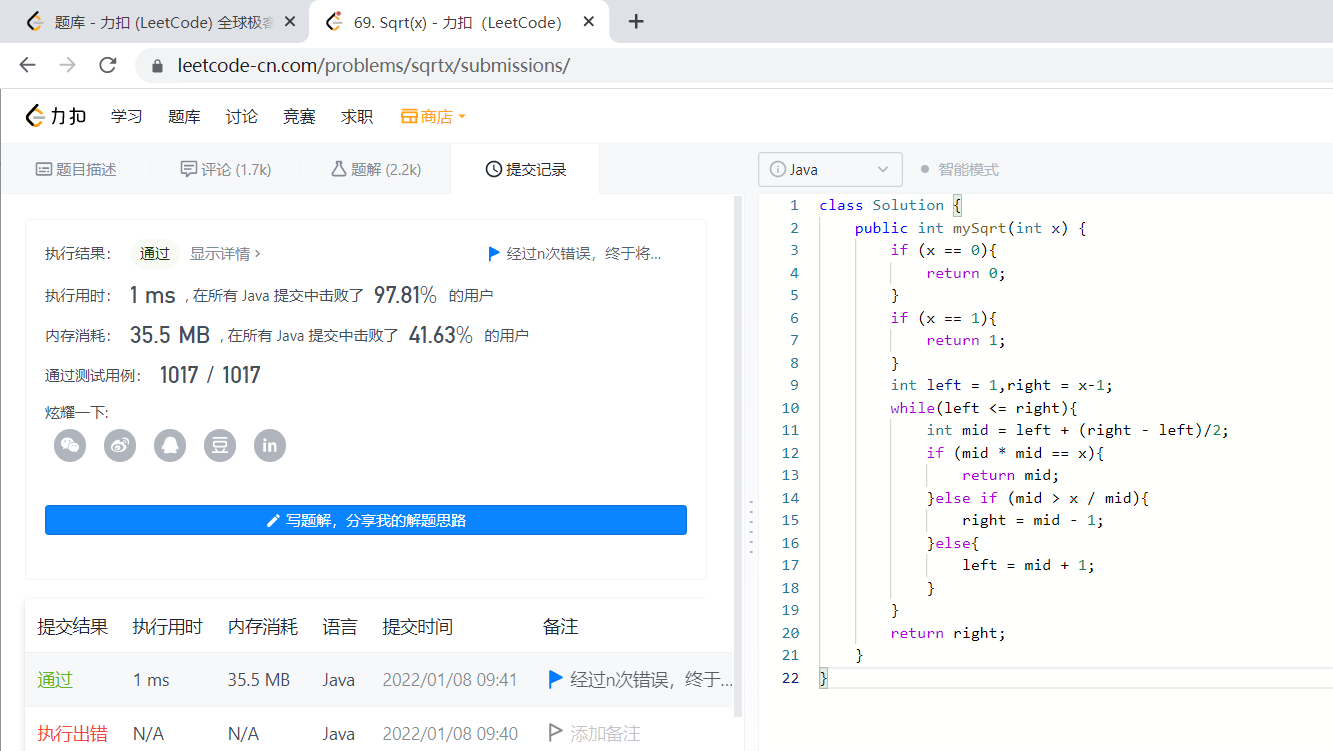 题库 - 力扣 (LeetCode) 全球极客
69. Sqrt(x) - 力扣（LeetCode）
leetcode-cn.com/problems/sqrtx/submissions/
力扣 学习 题库 讨论 竞赛 求职 商店
题目描述 评论 (1.7k) 题解 (2.2k) 提交记录
执行结果： 通过 显示详情 › 经过n次错误，终于将...
执行用时： 1 ms , 在所有 Java 提交中击败了 97.81% 的用户
内存消耗： 35.5 MB , 在所有 Java 提交中击败了 41.63% 的用户
通过测试用例： 1017 / 1017
炫耀一下:
豆 in
写题解，分享我的解题思路
提交结果 执行用时 内存消耗 语言 提交时间 备注
通过 1 ms 35.5 MB Java 2022/01/08 09:41 经过n次错误，终于...
执行出错 N/A N/A Java 2022/01/08 09:40 添加备注
Java 智能模式
1 class Solution {
2     public int mySqrt(int x) {
3         if (x == 0){
4             return 0;
5         }
6         if (x == 1){
7             return 1;
8         }
9         int left = 1,right = x-1;
10         while(left <= right){
11             int mid = left + (right - left)/2;
12             if (mid * mid == x){
13                 return mid;
14             }else if (mid > x / mid){
15                 right = mid - 1;
16             }else{
17                 left = mid + 1;
18             }
19         }
20         return right;
21     }
22 }